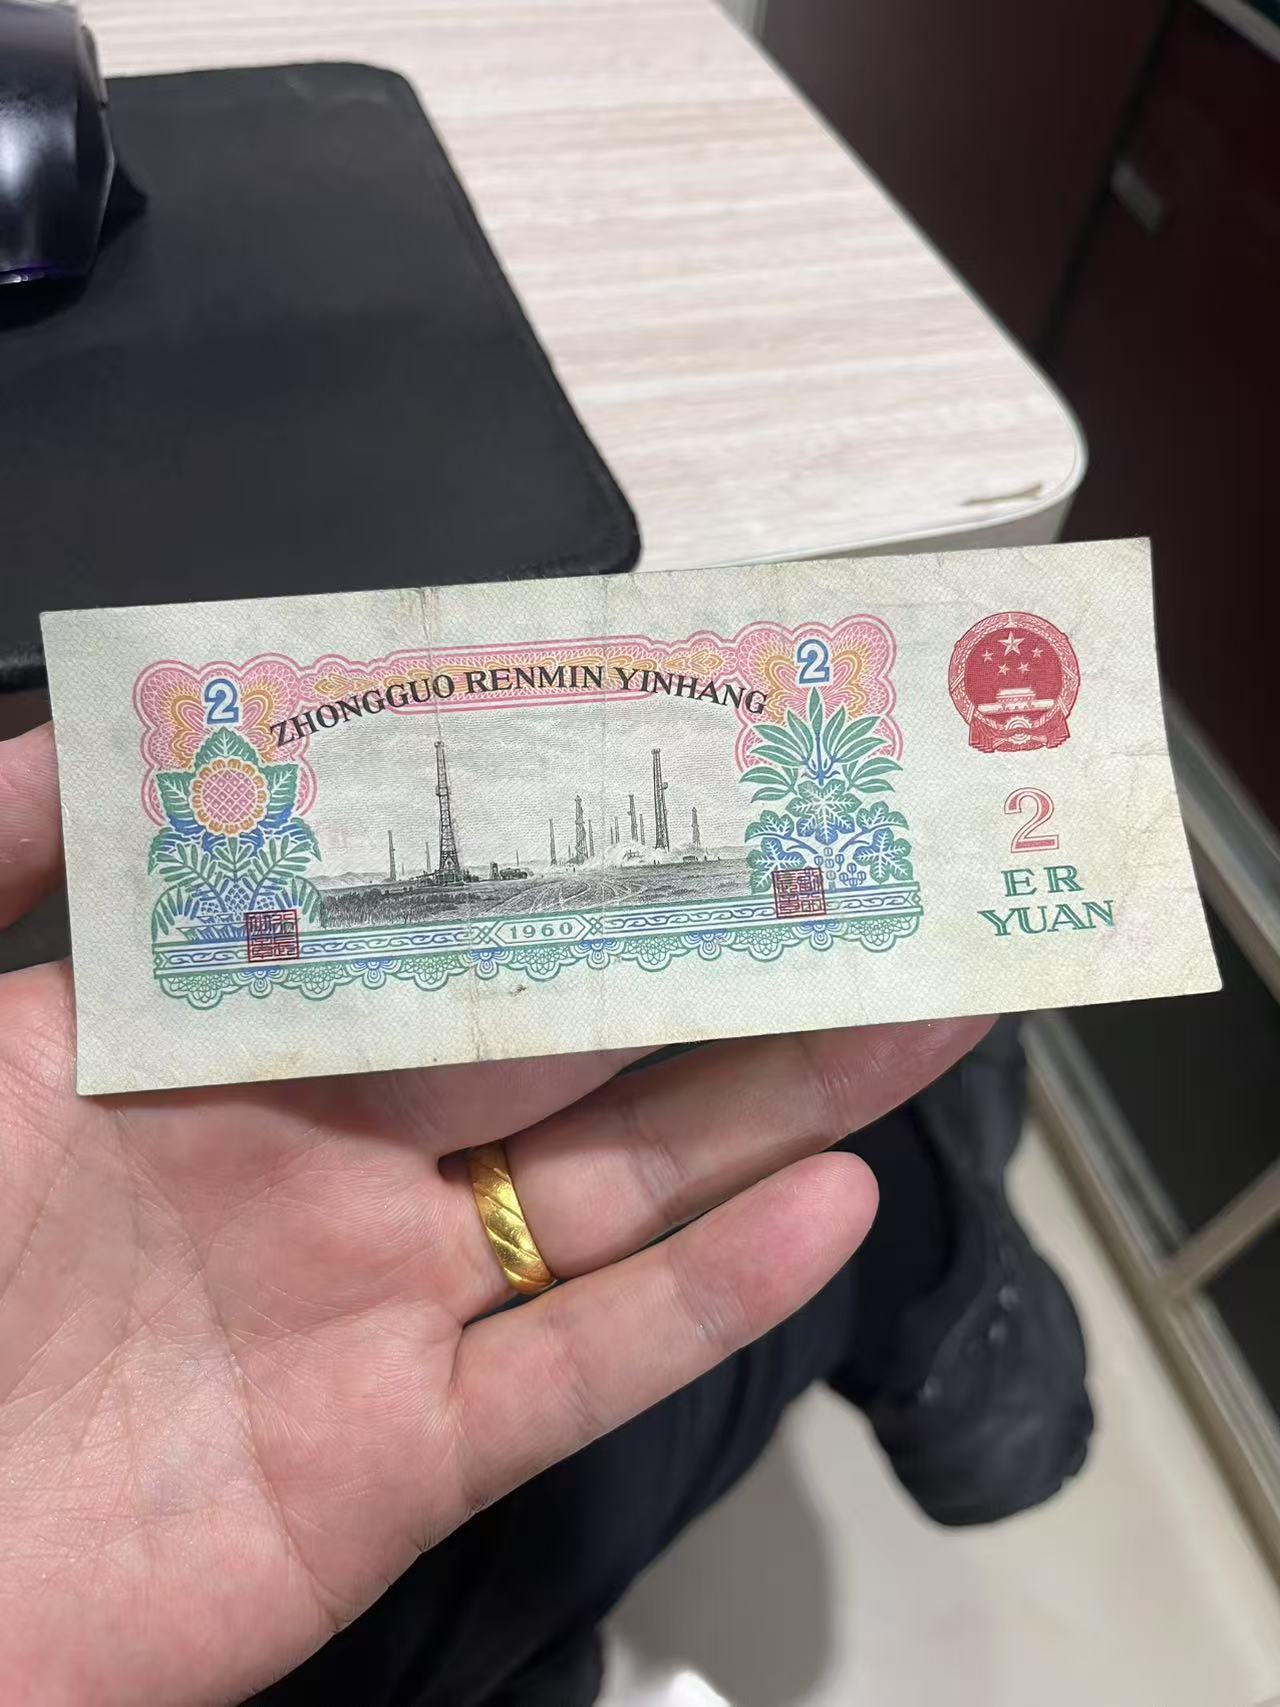 2
2
ZHONGGUO RENMIN YINHANG
1960
2
ER
YUAN